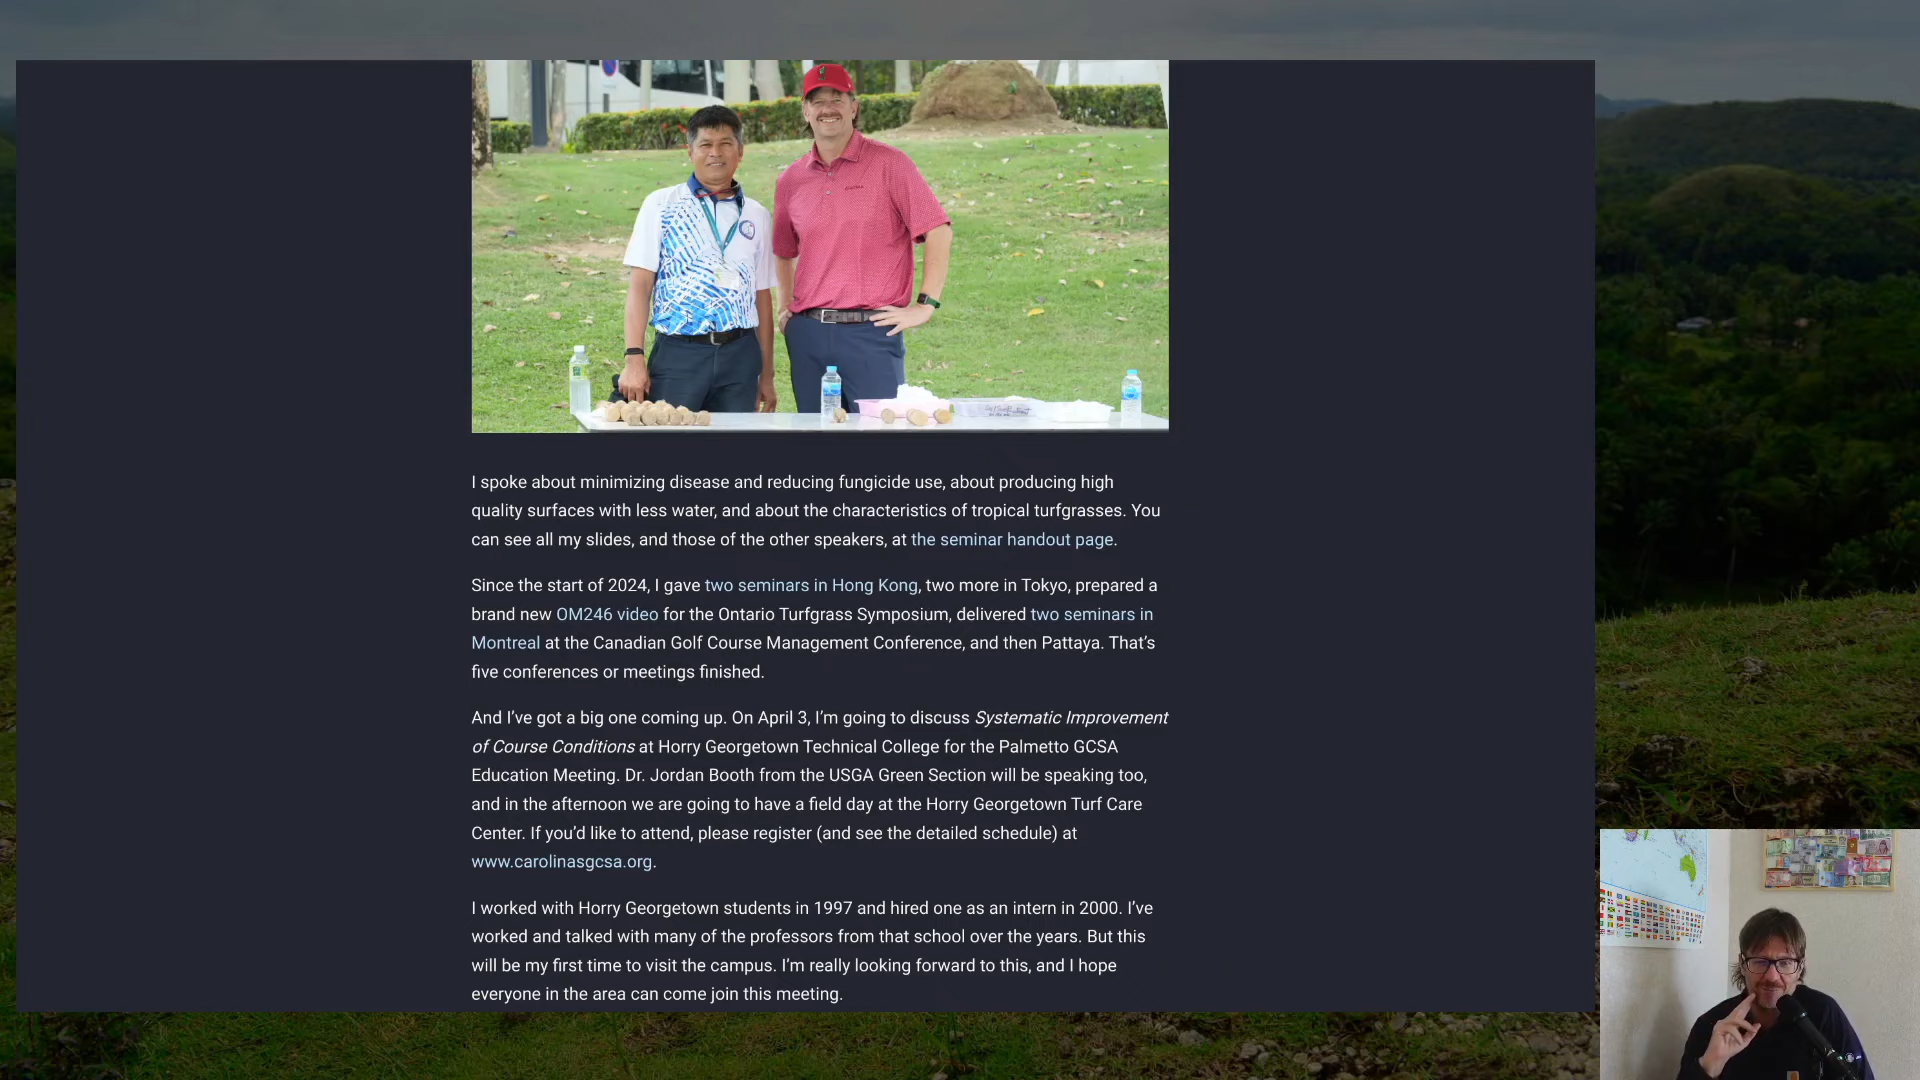 I spoke about minimizing disease and reducing fungicide use, about producing high
quality surfaces with less water, and about the characteristics of tropical turfgrasses. You
can see all my slides, and those of the other speakers, at the seminar handout page.
Since the start of 2024, I gave two seminars in Hong Kong, two more in Tokyo, prepared a
brand new OM246 video for the Ontario Turfgrass Symposium, delivered two seminars in
Montreal at the Canadian Golf Course Management Conference, and then Pattaya. That’s
five conferences or meetings finished.
And I’ve got a big one coming up. On April 3, I’m going to discuss Systematic Improvement
of Course Conditions at Horry Georgetown Technical College for the Palmetto GCSA
Education Meeting. Dr. Jordan Booth from the USGA Green Section will be speaking too,
and in the afternoon we are going to have a field day at the Horry Georgetown Turf Care
Center. If you’d like to attend, please register (and see the detailed schedule) at
www.carolinasgcsa.org.
I worked with Horry Georgetown students in 1997 and hired one as an intern in 2000. I’ve
worked and talked with many of the professors from that school over the years. But this
will be my first time to visit the campus. I’m really looking forward to this, and I hope
everyone in the area can come join this meeting.